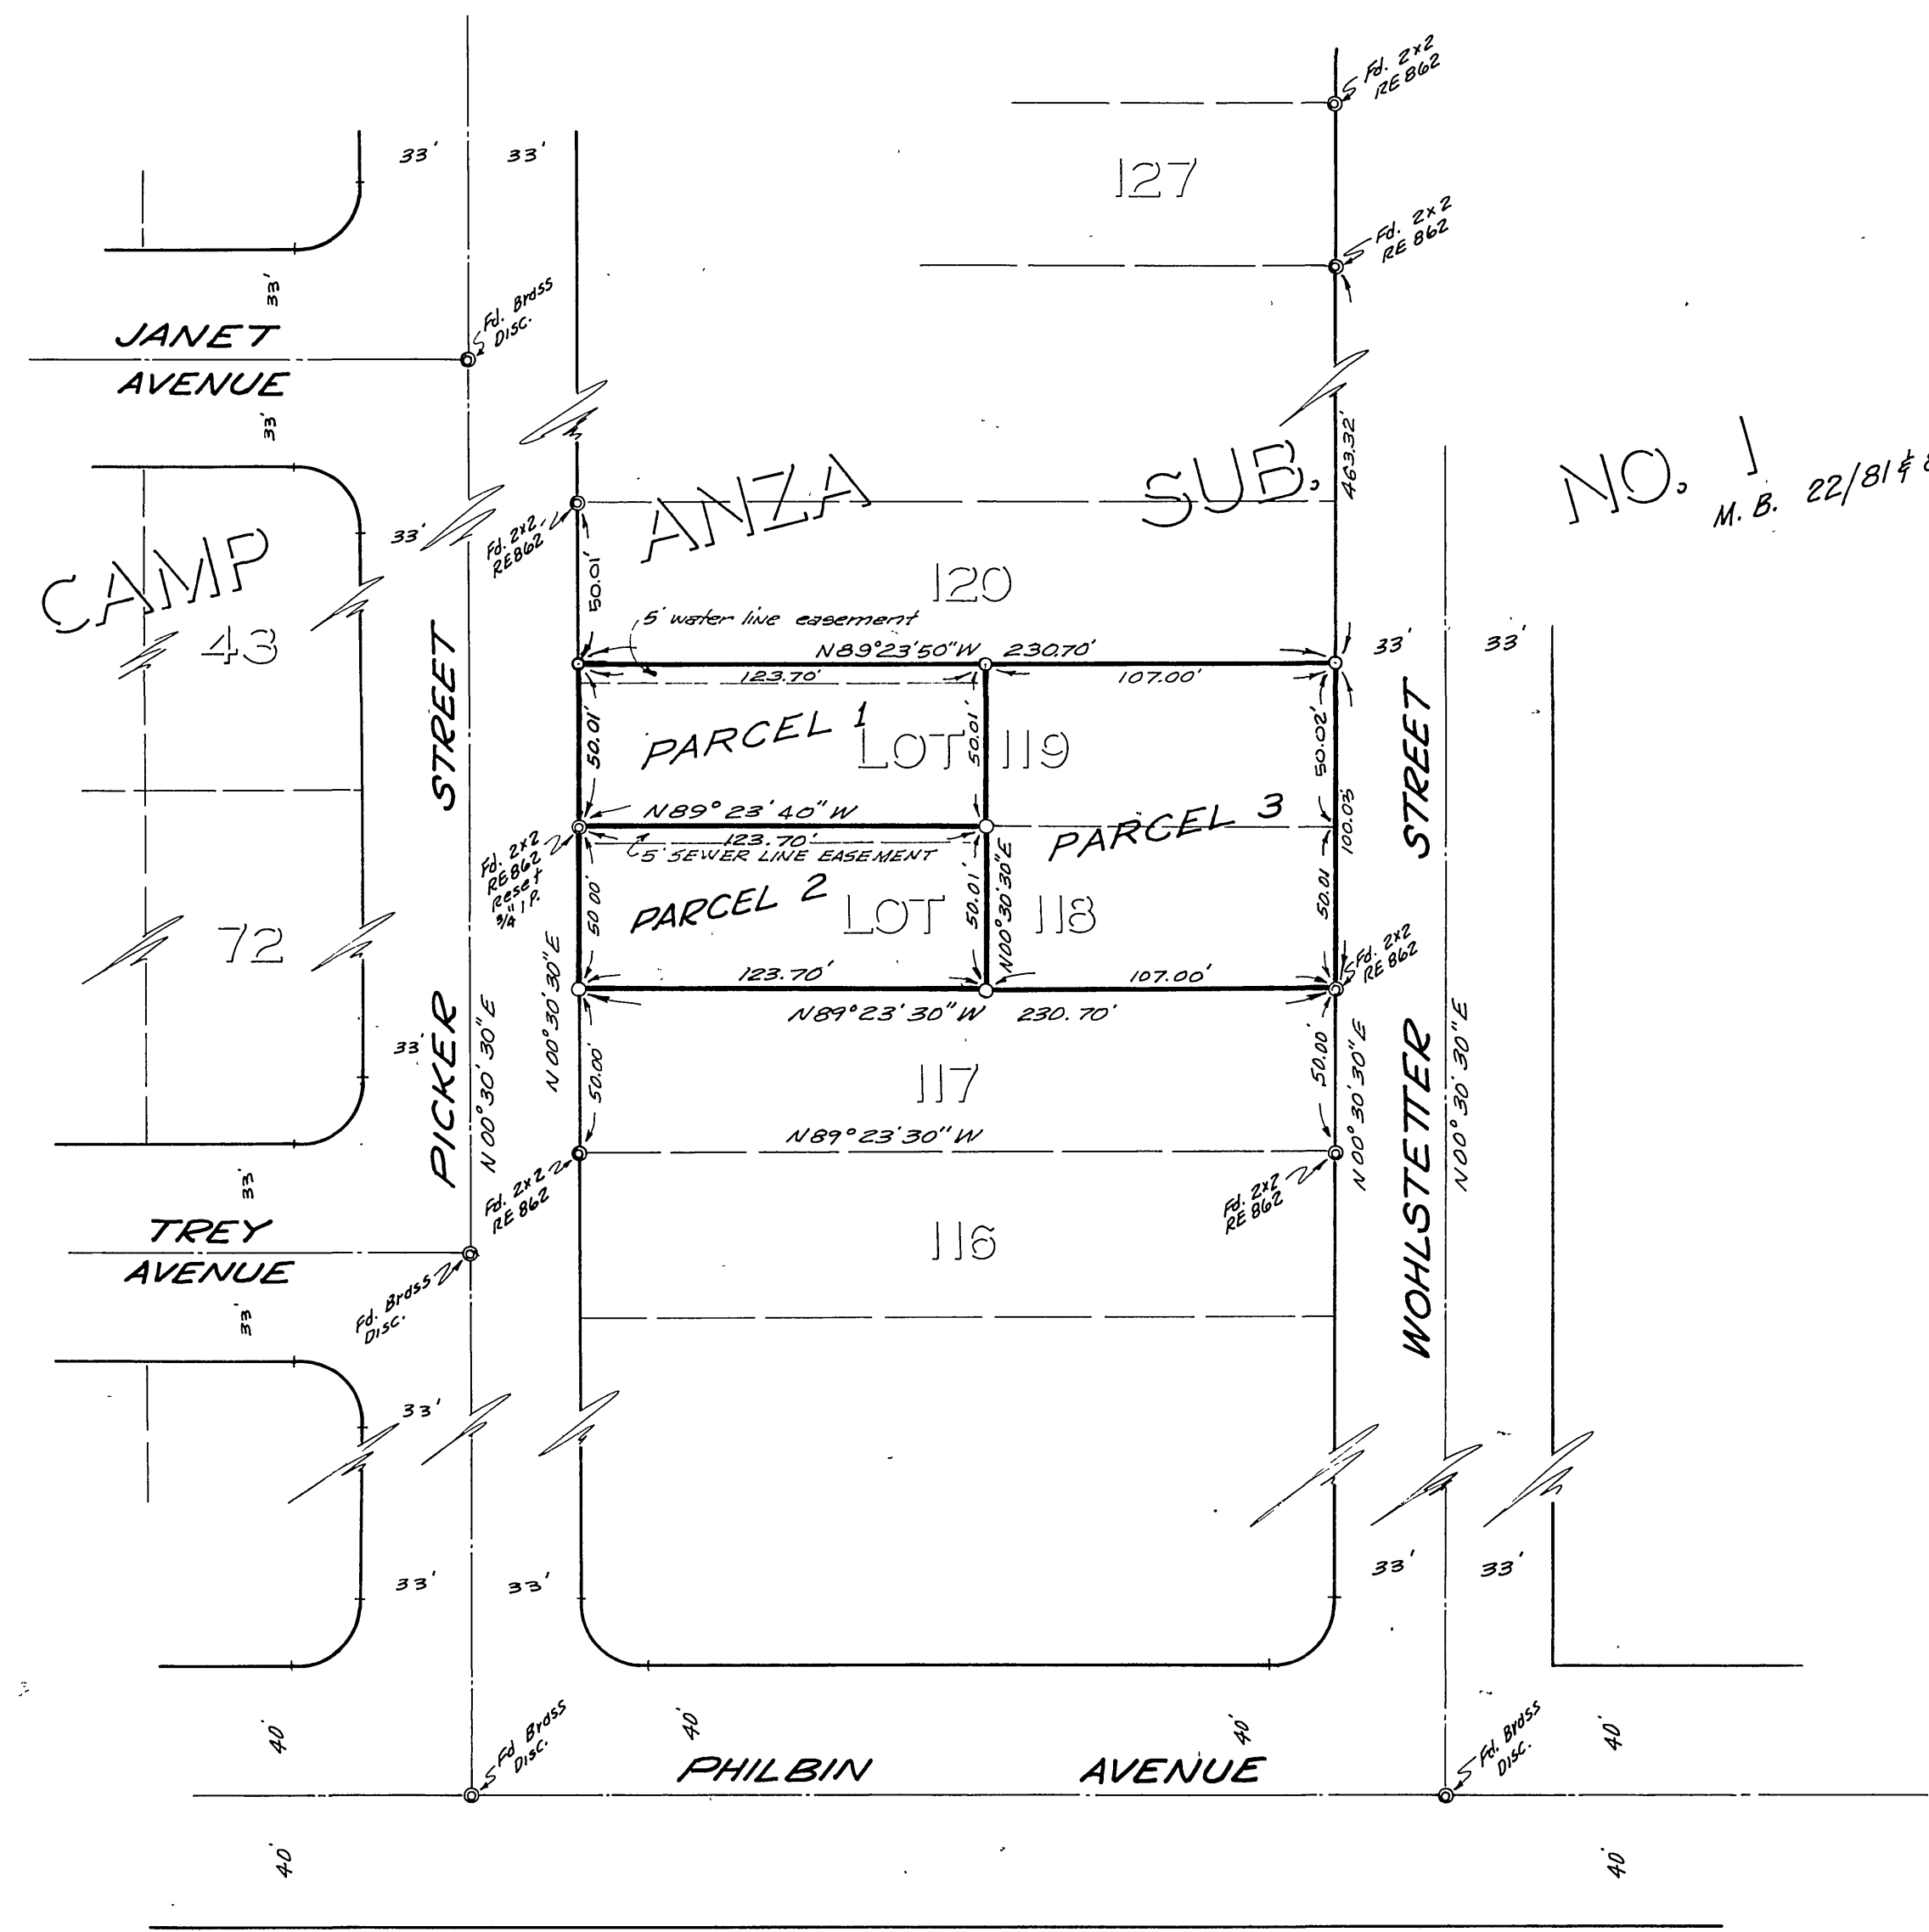 Fd. 2x2
RE 862
33'
33'
127
Fd. 2x2
RE 862
33'
Fd. Brass
Disc.
JANET
AVENUE
33'
463.32'
CAMP
ANZA
SUB.
NO. 1
M. B. 22/81 &
33'
Fd. 2x2
RE862
50.01'
120
5' water line easement
43
N89°23'50"W 230.70'
33'
33'
123.70'
107.00'
STREET
50.01'
PARCEL 1
LOT
50.01'
119
50.02'
STREET
N89°23'40"W
123.70'
5' SEWER LINE EASEMENT
PARCEL 3
100.03'
Fd. 2x2
RE862
Reset
3/4" I.P.
50.00'
PARCEL 2
LOT
50.01'
N00°30'30"E
118
50.01
72
Fd. 2x2
RE 862
123.70'
107.00'
N89°23'30"W 230.70'
PICKER
N00°30'30"E
N00°30'30"E
33'
50.00'
117
50.00'
N00°30'30"E
WOHLSTETTER
N00°30'30"E
N89°23'30"W
33'
Fd. 2x2
RE 862
Fd. 2x2
RE 862
TREY
AVENUE
116
33'
Fd. Brass
Disc.
33'
33'
33'
33'
33'
40'
Fd Brass
Disc.
40'
40'
Fd. Brass
Disc.
40'
PHILBIN AVENUE
40'
40'